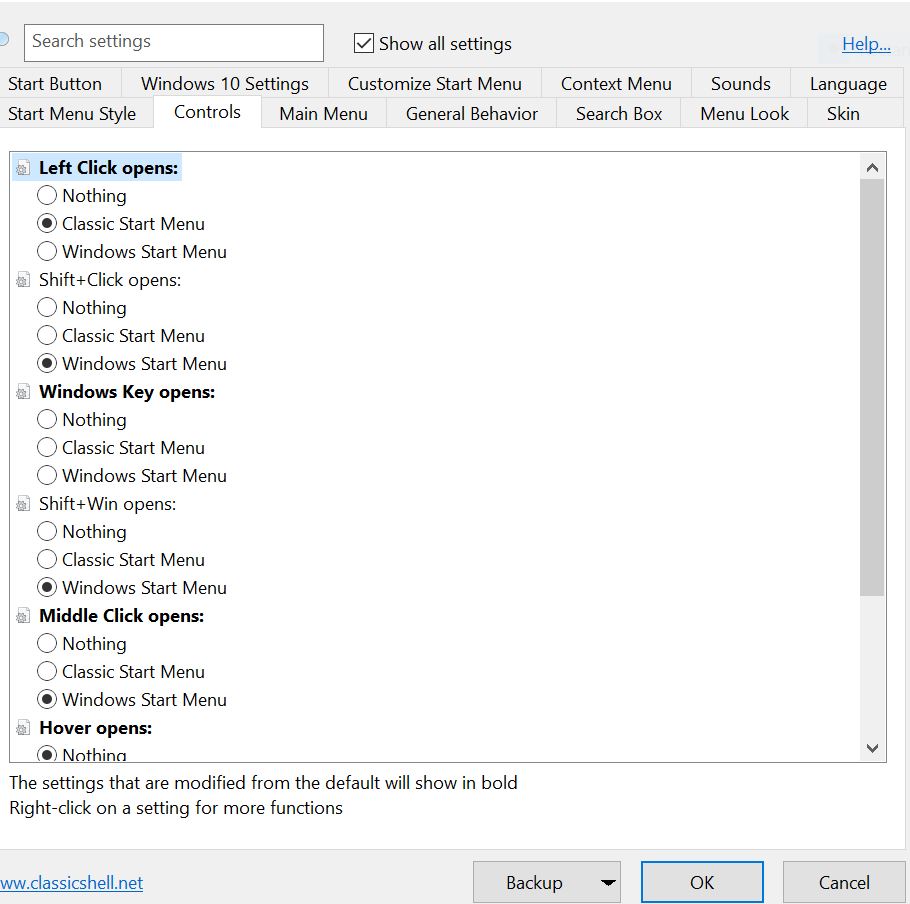 Search settings
Show all settings
Help...
Start Button Windows 10 Settings Customize Start Menu Context Menu Sounds Language
Start Menu Style Controls Main Menu General Behavior Search Box Menu Look Skin
Left Click opens:
Nothing
Classic Start Menu
Windows Start Menu
Shift+Click opens:
Nothing
Classic Start Menu
Windows Start Menu
Windows Key opens:
Nothing
Classic Start Menu
Windows Start Menu
Shift+Win opens:
Nothing
Classic Start Menu
Windows Start Menu
Middle Click opens:
Nothing
Classic Start Menu
Windows Start Menu
Hover opens:
Nothing
The settings that are modified from the default will show in bold
Right-click on a setting for more functions
ww.classicshell.net
Backup
OK
Cancel